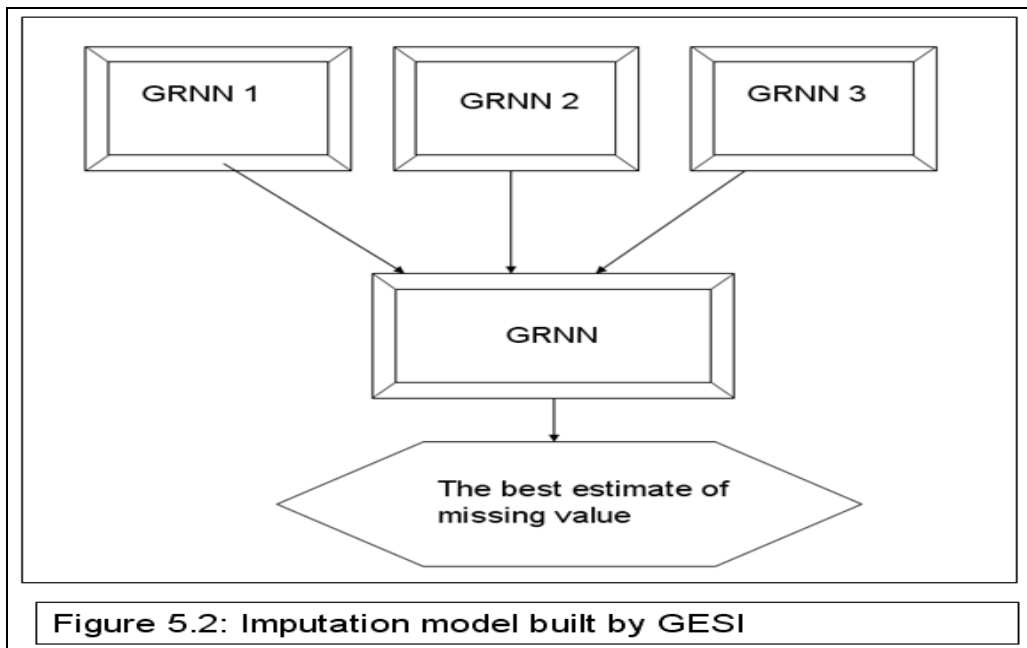 GRNN 1
GRNN 2
GRNN 3
GRNN
The best estimate of
missing value
Figure 5.2: Imputation model built by GESI